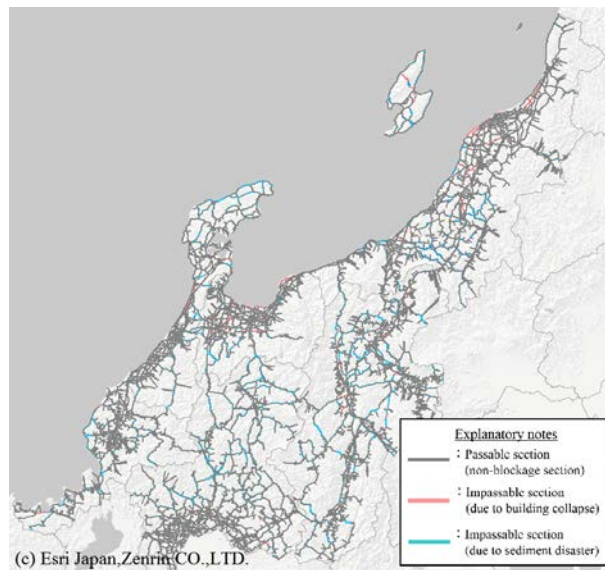 Explanatory notes
: Passable section
(non-blockage section)
: Impassable section
(due to building collapse)
: Impassable section
(due to sediment disaster)
(c) Esri Japan,Zenrin CO.,LTD.